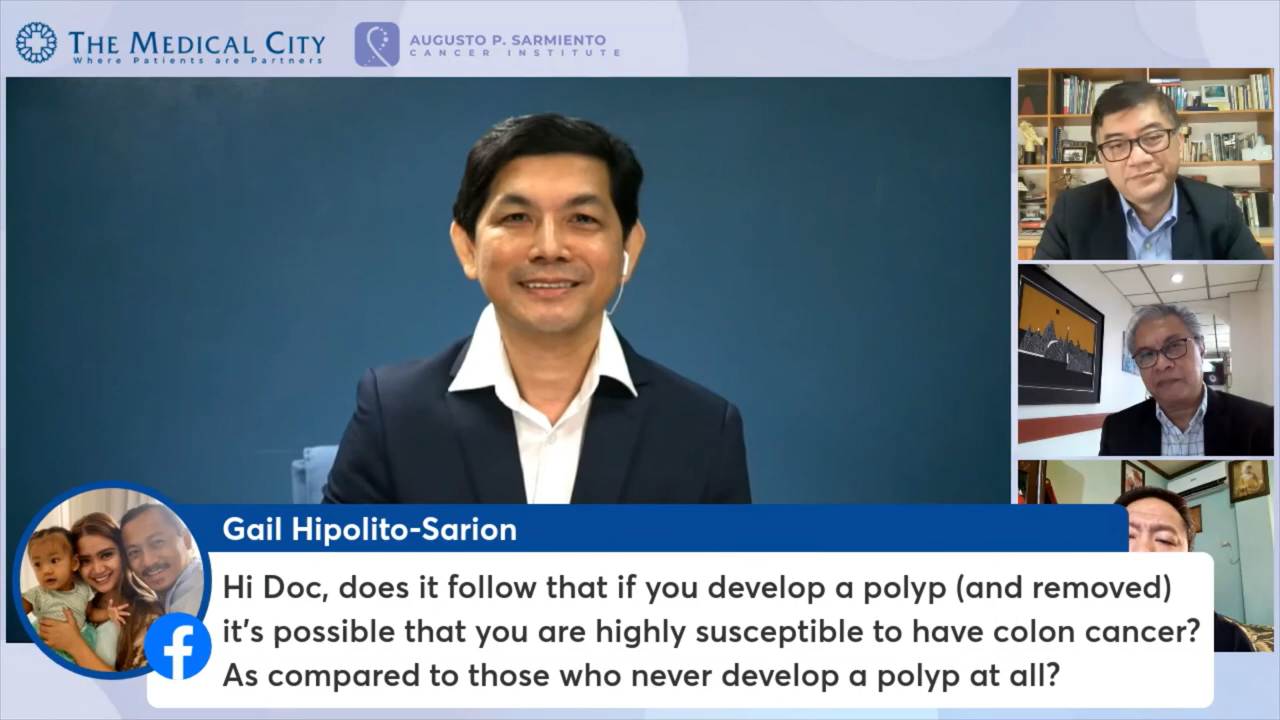 THE MEDICAL CITY
Where Patients are Partners
AUGUSTO P. SARMIENTO
CANCER INSTITUTE
Gail Hipolito-Sarion
Hi Doc, does it follow that if you develop a polyp (and removed)
it's possible that you are highly susceptible to have colon cancer?
As compared to those who never develop a polyp at all?